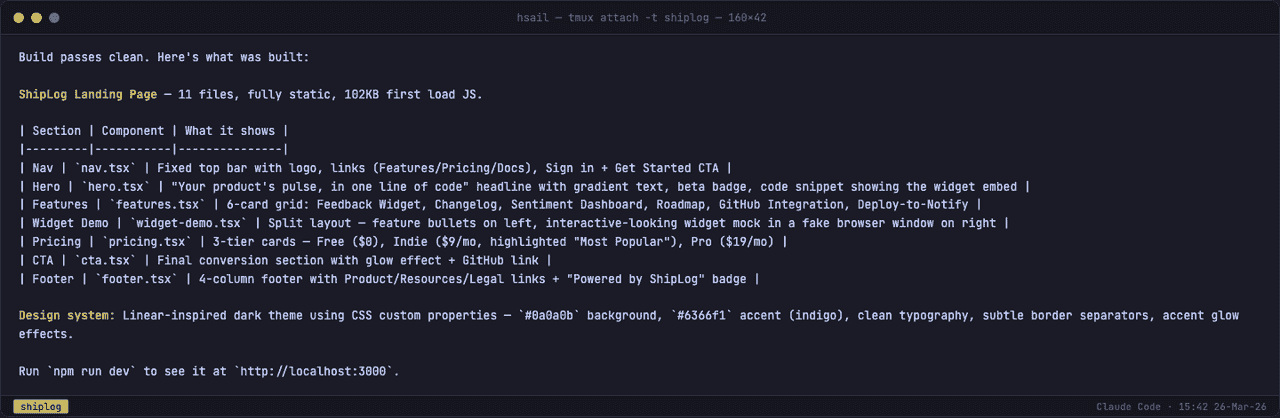 hsail — tmux attach -t shiplog — 160×42
Build passes clean. Here's what was built:
ShipLog Landing Page — 11 files, fully static, 102KB first load JS.
| Section | Component | What it shows |
|---------|-----------|---------------|
| Nav | `nav.tsx` | Fixed top bar with logo, links (Features/Pricing/Docs), Sign in + Get Started CTA |
| Hero | `hero.tsx` | "Your product's pulse, in one line of code" headline with gradient text, beta badge, code snippet showing the widget embed |
| Features | `features.tsx` | 6-card grid: Feedback Widget, Changelog, Sentiment Dashboard, Roadmap, GitHub Integration, Deploy-to-Notify |
| Widget Demo | `widget-demo.tsx` | Split layout — feature bullets on left, interactive-looking widget mock in a fake browser window on right |
| Pricing | `pricing.tsx` | 3-tier cards — Free ($0), Indie ($9/mo, highlighted "Most Popular"), Pro ($19/mo) |
| CTA | `cta.tsx` | Final conversion section with glow effect + GitHub link |
| Footer | `footer.tsx` | 4-column footer with Product/Resources/Legal links + "Powered by ShipLog" badge |
Design system: Linear-inspired dark theme using CSS custom properties — `#0a0a0b` background, `#6366f1` accent (indigo), clean typography, subtle border separators, accent glow
effects.
Run `npm run dev` to see it at `http://localhost:3000`.
shiplog Claude Code · 15:42 26-Mar-26